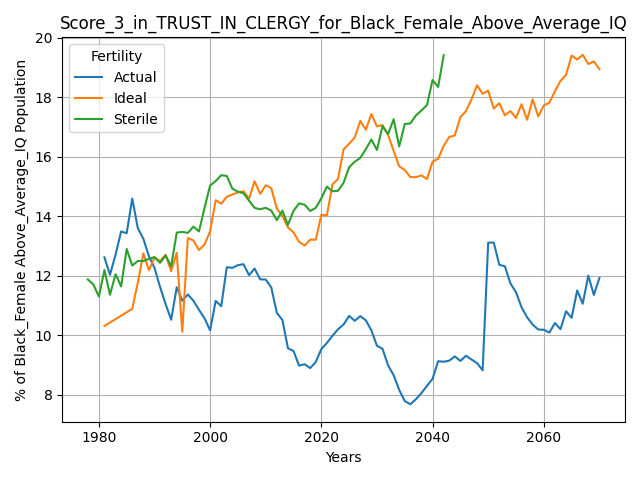 Score_3_in_TRUST_IN_CLERGY_for_Black_Female_Above_Average_IQ
% of Black_Female Above_Average_IQ Population
20
18
16
14
12
10
8
Fertility
Actual
Ideal
Sterile
1980
2000
2020
2040
2060
Years